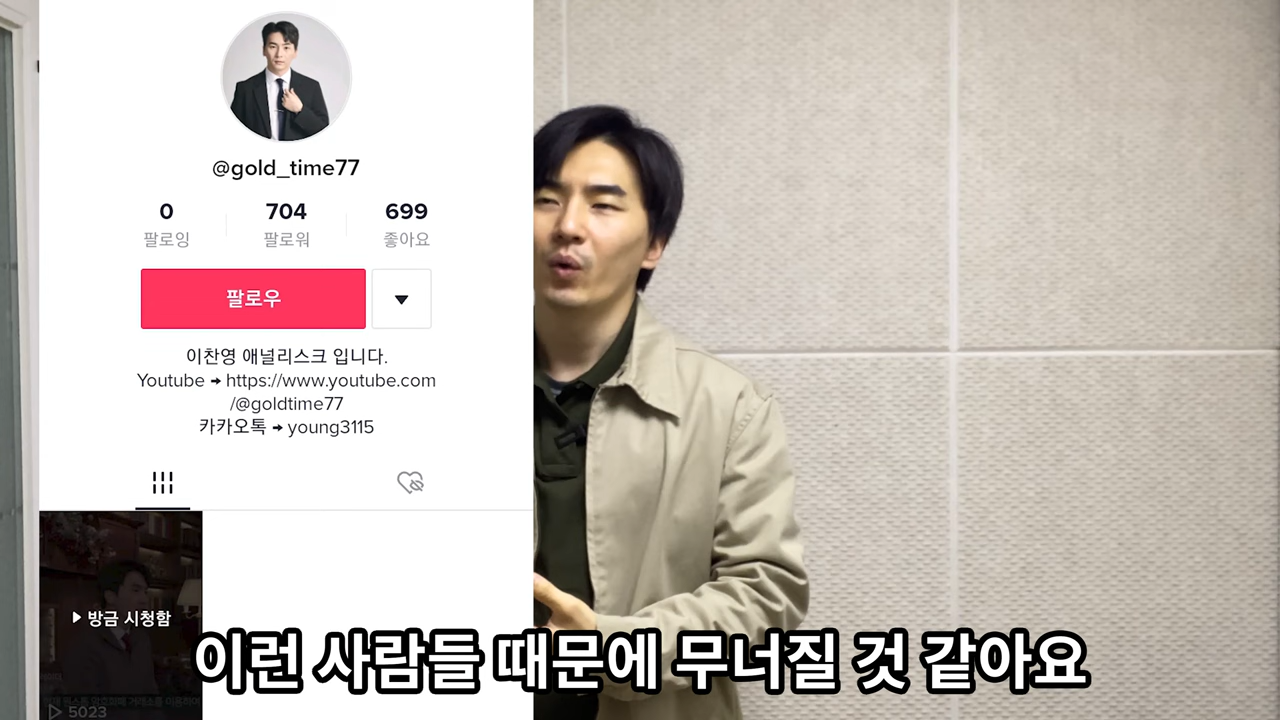 @gold_time77
0 704 699
팔로잉 팔로워 좋아요
팔로우
이찬영 애널리스크 입니다.
Youtube → https://www.youtube.com
/@goldtime77
카카오톡 → young3115
방금 시청함
5023
이런 사람들 때문에 무너질 것 같아요